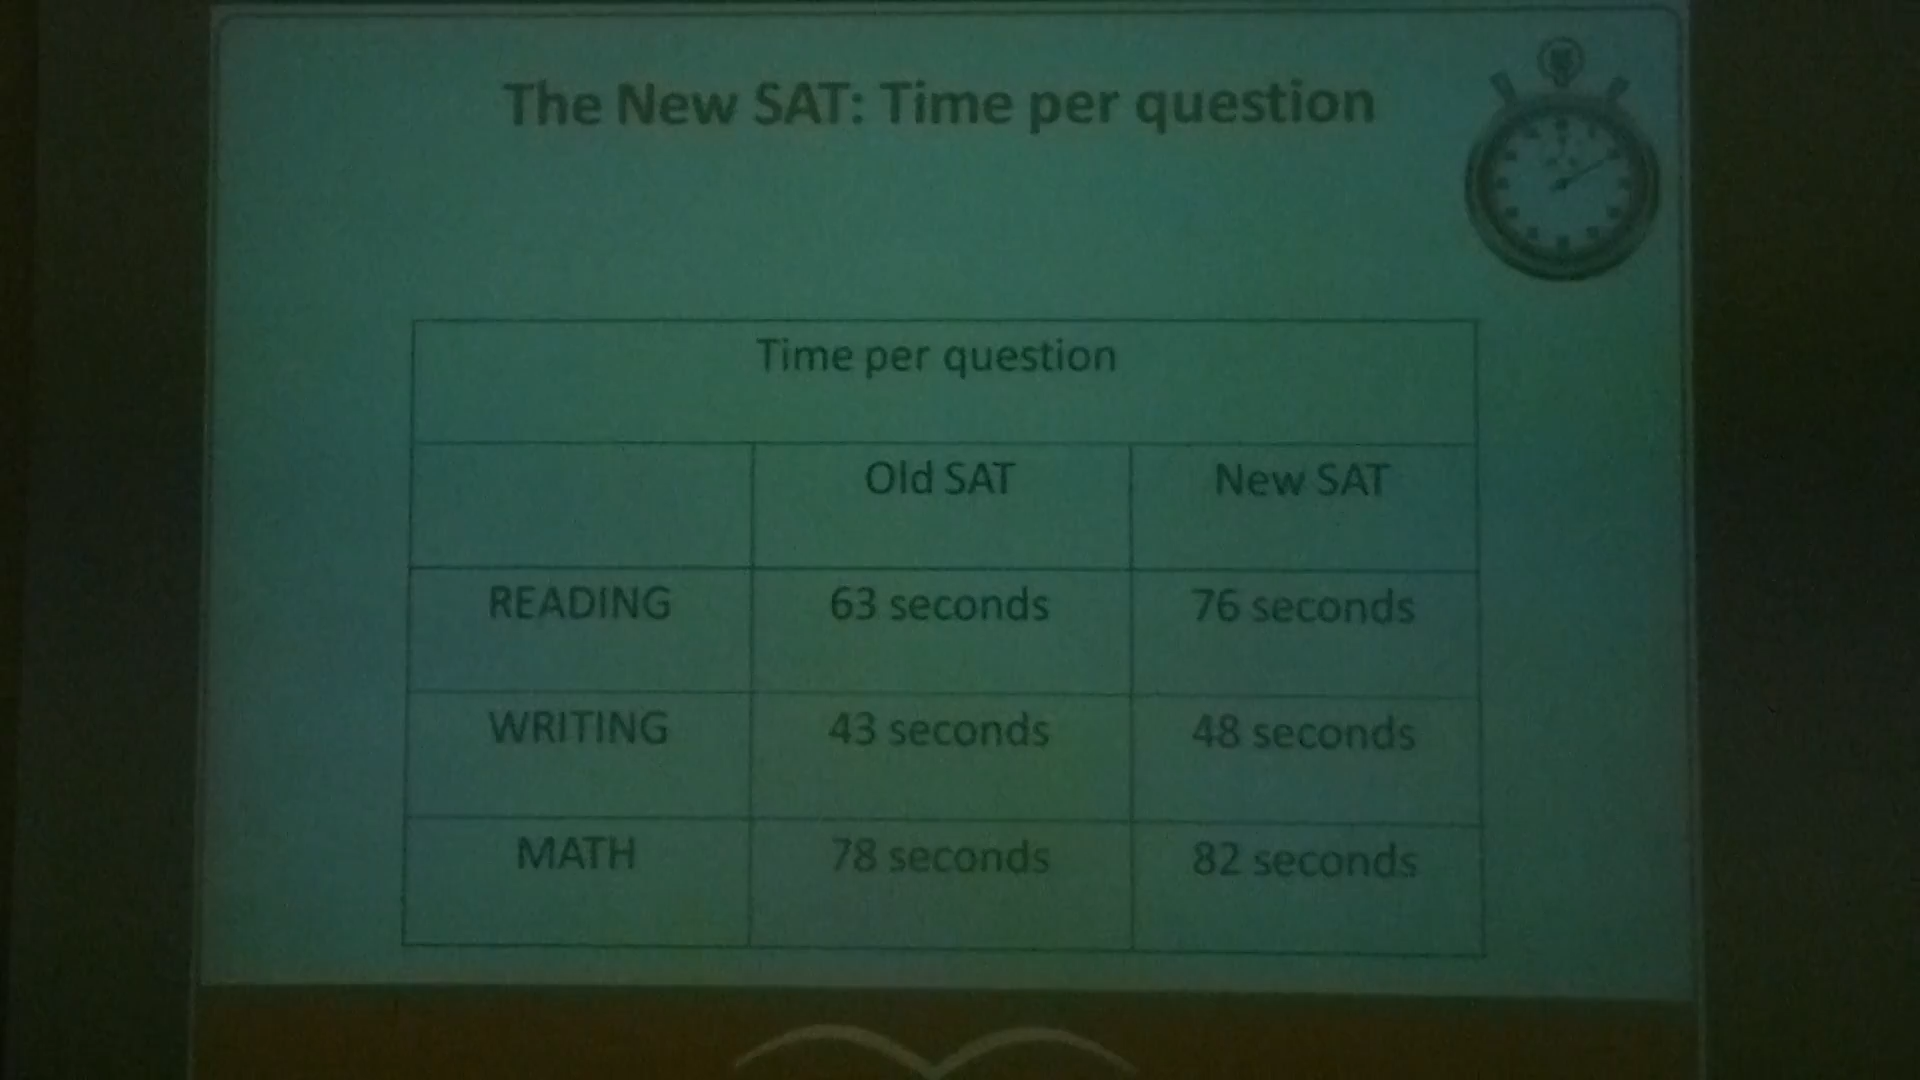 The New SAT: Time per question
Time per question
Old SAT New SAT
READING 63 seconds 76 seconds
WRITING 43 seconds 48 seconds
MATH 78 seconds 82 seconds